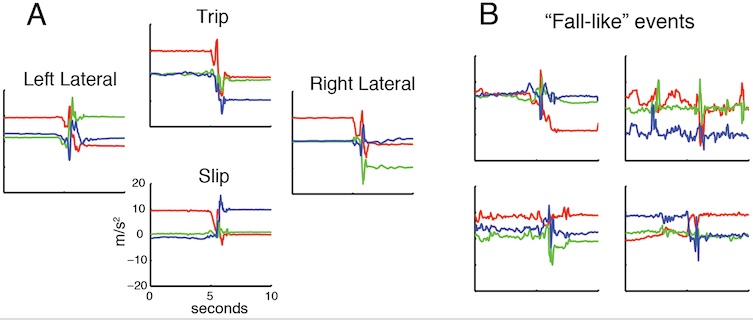 A
Trip
Left Lateral
Right Lateral
Slip
20
10
0
−10
−20
m/s²
0
5
10
seconds
B
“Fall-like” events